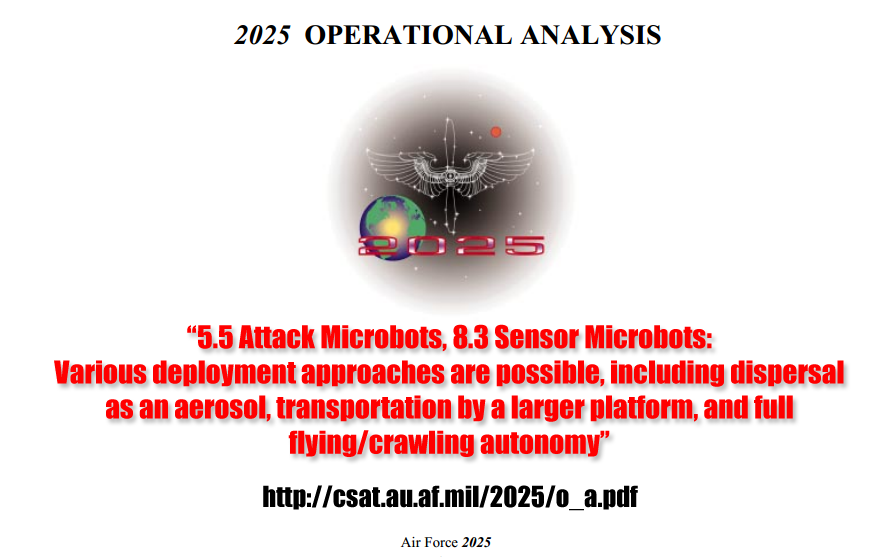 2025 OPERATIONAL ANALYSIS
2025
“5.5 Attack Microbots, 8.3 Sensor Microbots:
Various deployment approaches are possible, including dispersal
as an aerosol, transportation by a larger platform, and full
flying/crawling autonomy”
http://csat.au.af.mil/2025/o_a.pdf
Air Force 2025